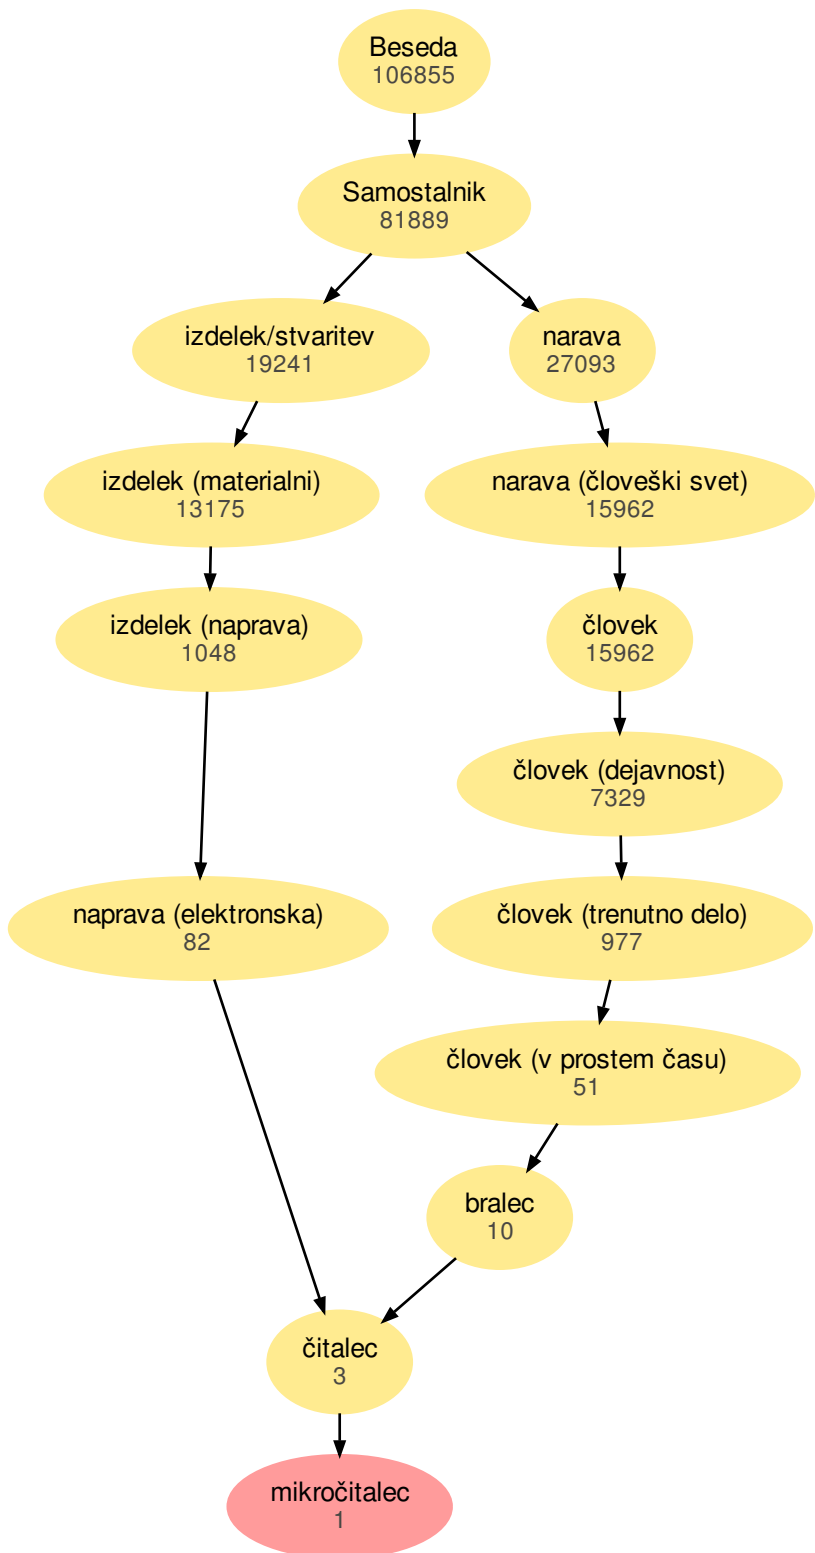 Beseda
106855
Samostalnik
81889
izdelek/stvaritev
19241
narava
27093
izdelek (materialni)
13175
narava (človeški svet)
15962
izdelek (naprava)
1048
človek
15962
človek (dejavnost)
7329
naprava (elektronska)
82
človek (trenutno delo)
977
človek (v prostem času)
51
bralec
10
čitalec
3
mikročitalec
1